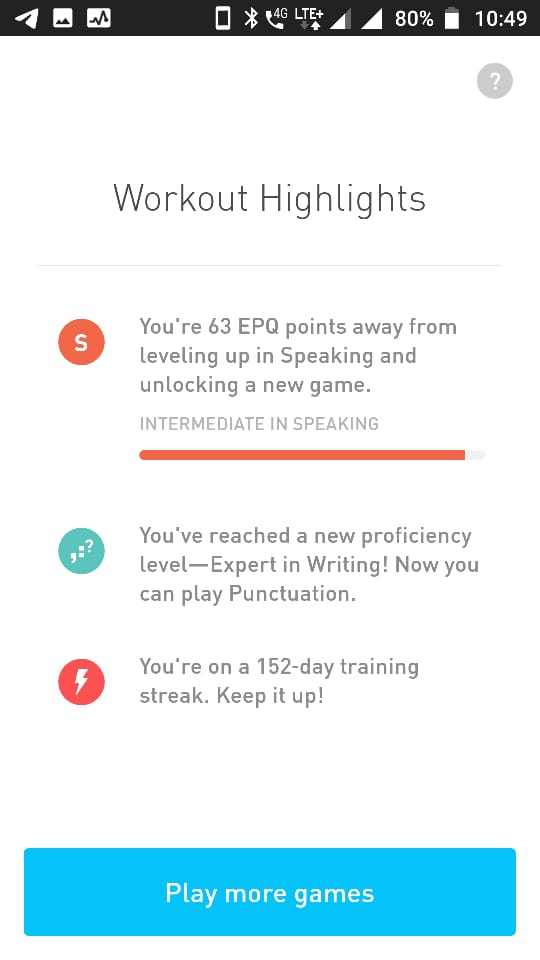 4G LTE+ 80% 10:49
?
Workout Highlights
S
You're 63 EPQ points away from
leveling up in Speaking and
unlocking a new game.
INTERMEDIATE IN SPEAKING
,:?
You've reached a new proficiency
level—Expert in Writing! Now you
can play Punctuation.
You're on a 152-day training
streak. Keep it up!
Play more games